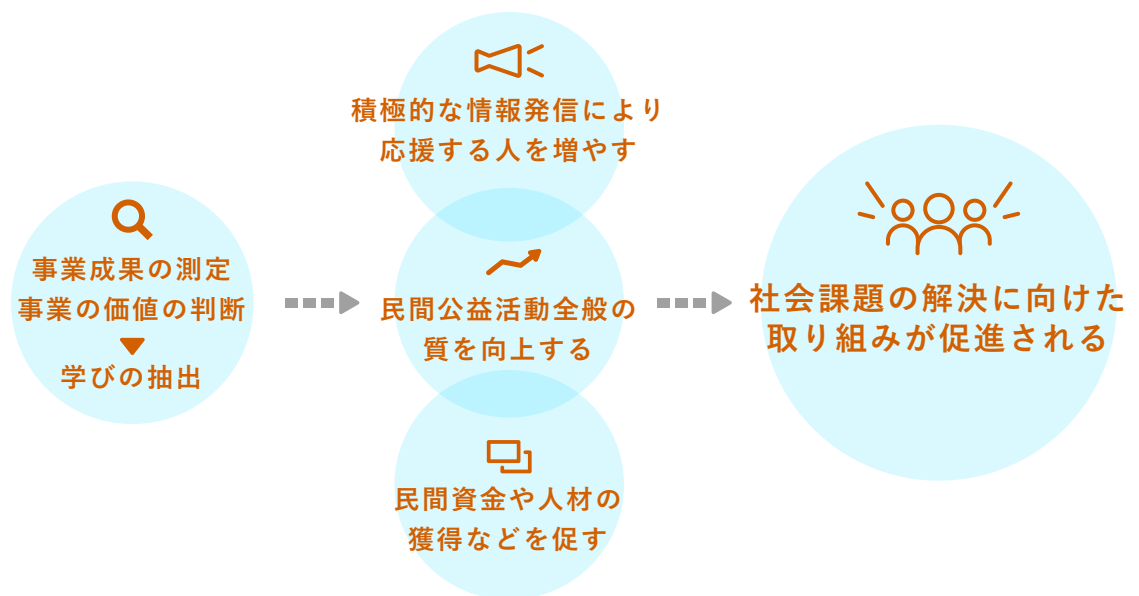 事業成果の測定
事業の価値の判断
学びの抽出
積極的な情報発信により
応援する人を増やす
民間公益活動全般の
質を向上する
民間資金や人材の
獲得などを促す
社会課題の解決に向けた
取り組みが促進される